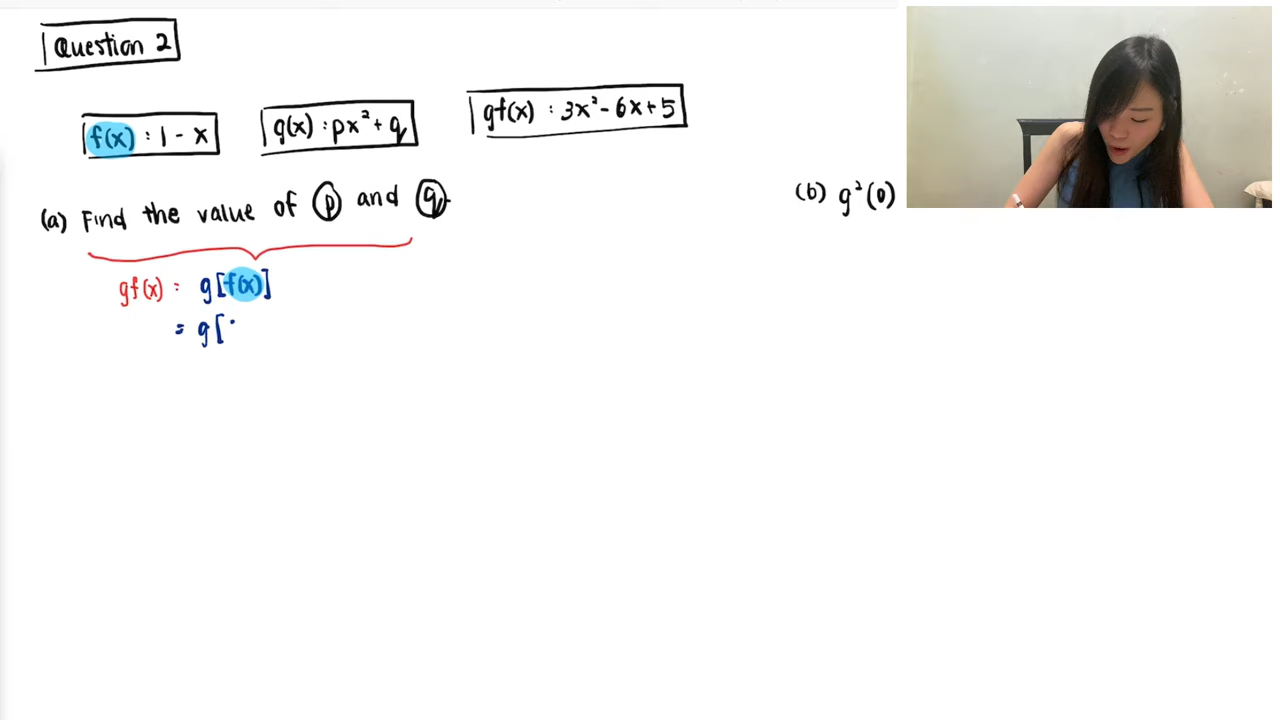 Question 2
f(x) : 1 - x
g(x) : px² + q
gf(x) : 3x² - 6x + 5
(a) Find the value of p and q.
(b) g²(0)
gf(x) = g[f(x)]
= g[